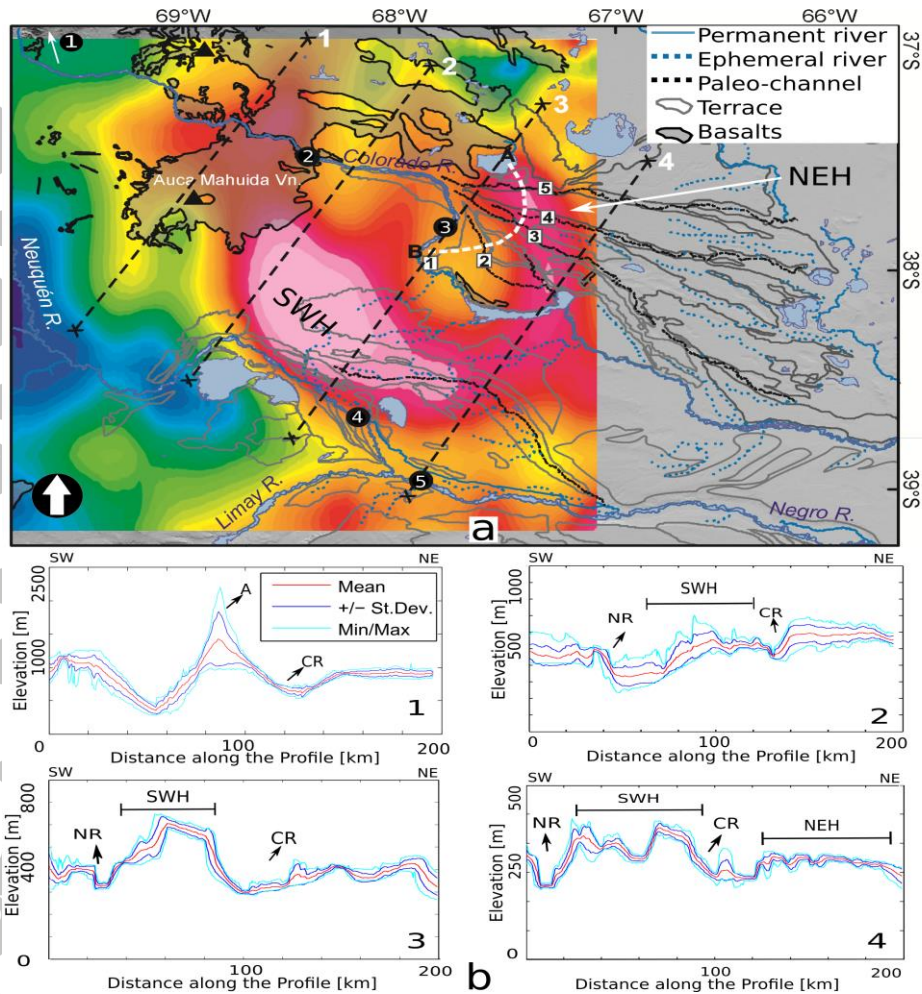 69°W 68°W 67°W 66°W
37°S
38°S
39°S
1
1
2
3
4
Permanent river
Ephemeral river
Paleo-channel
Terrace
Basalts
2
Colorado R.
A
NEH
Auca Mahuida Vn.
5
4
3
3
B
1
2
Neuquén R.
SWH
4
5
Limay R.
Negro R.
a
SW NE
2500
1000
0
Elevation [m]
Mean
+/- St.Dev.
Min/Max
A
CR
1
0 100 200
Distance along the Profile [km]
SW NE
1000
500
0
Elevation [m]
SWH
NR
CR
2
0 100 200
Distance along the Profile [km]
SW NE
800
400
0
Elevation [m]
SWH
NR
CR
3
0 100 200
Distance along the Profile [km]
SW NE
500
250
0
Elevation [m]
SWH
NR
CR
NEH
4
0 100 200
Distance along the Profile [km]
b